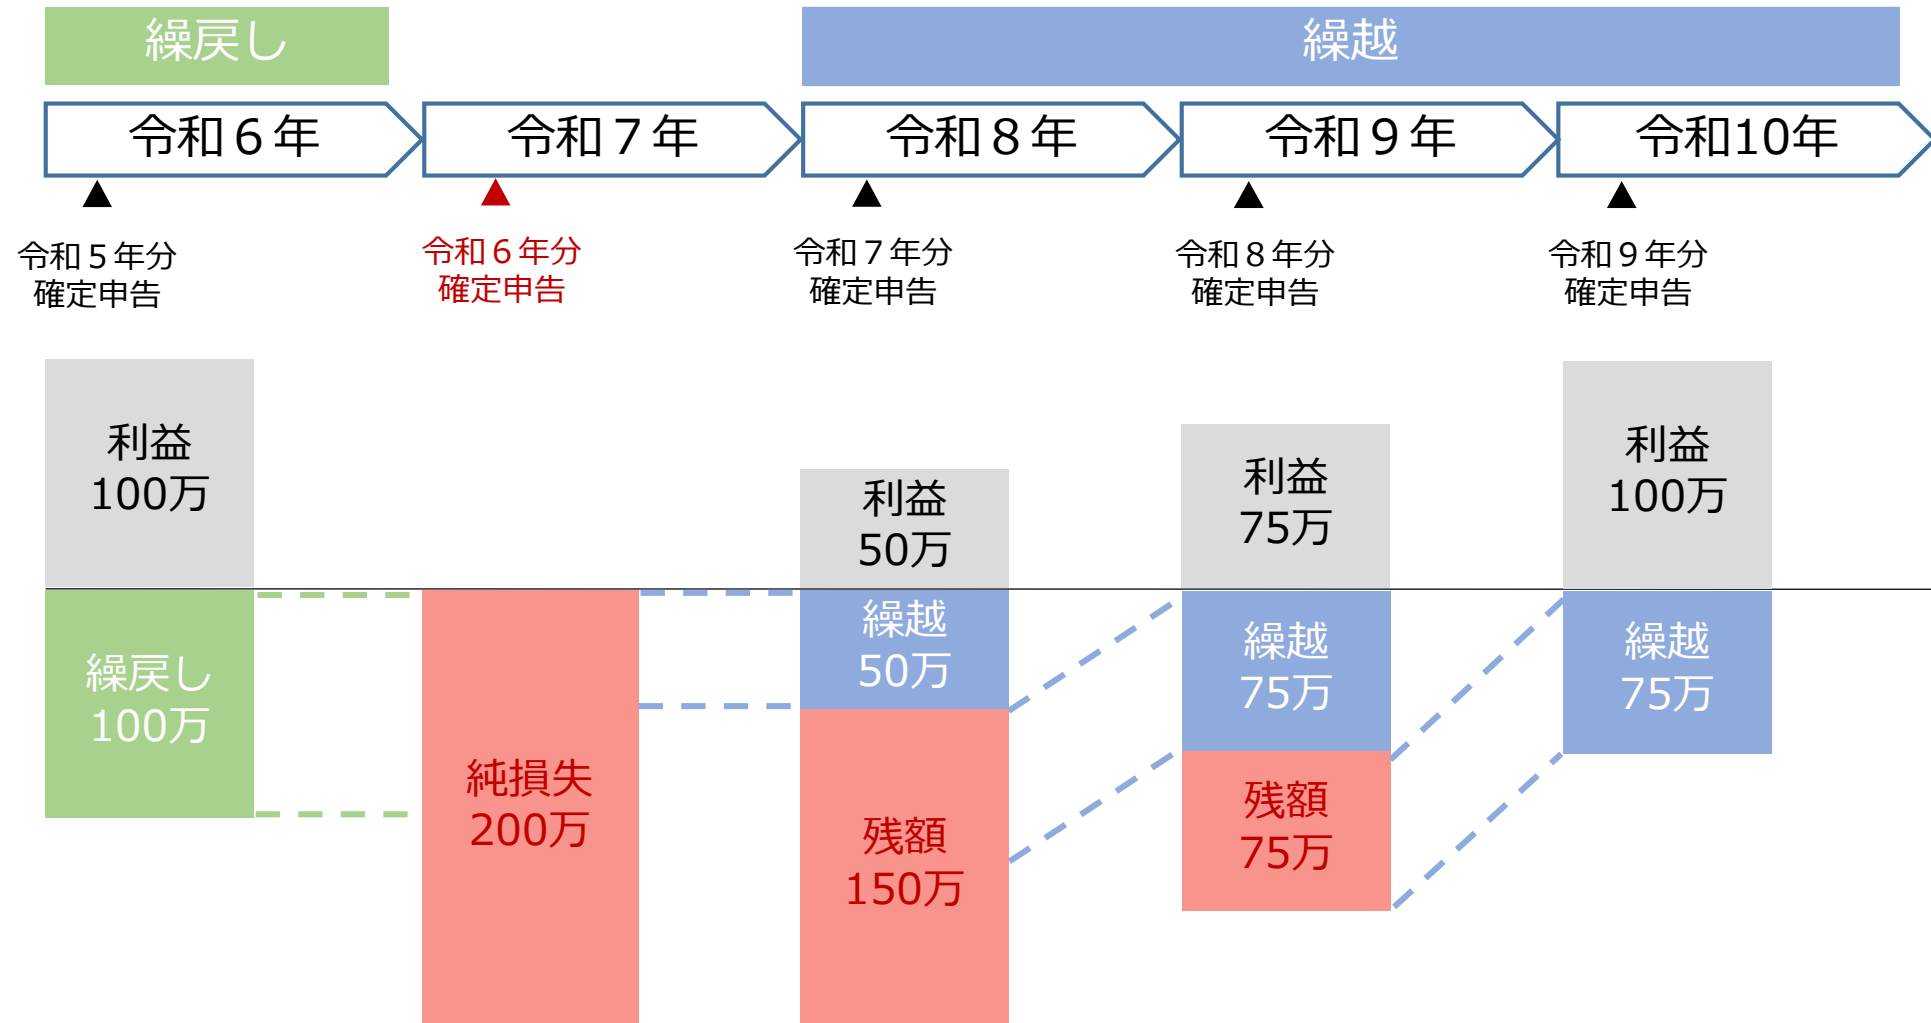 繰戻し
繰越
令和６年
令和７年
令和８年
令和９年
令和10年
令和５年分
確定申告
令和６年分
確定申告
令和７年分
確定申告
令和８年分
確定申告
令和９年分
確定申告
利益
100万
繰戻し
100万
純損失
200万
利益
50万
繰越
50万
残額
150万
利益
75万
繰越
75万
残額
75万
利益
100万
繰越
75万